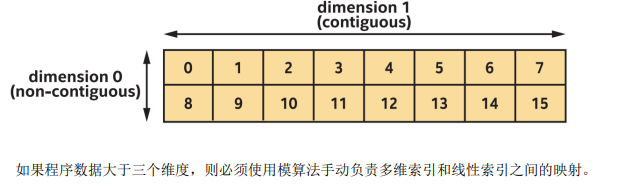 dimension 1
(contiguous)
dimension 0
(non-contiguous)
0 1 2 3 4 5 6 7
8 9 10 11 12 13 14 15
如果程序数据大于三个维度，则必须使用模算法手动负责多维索引和线性索引之间的映射。